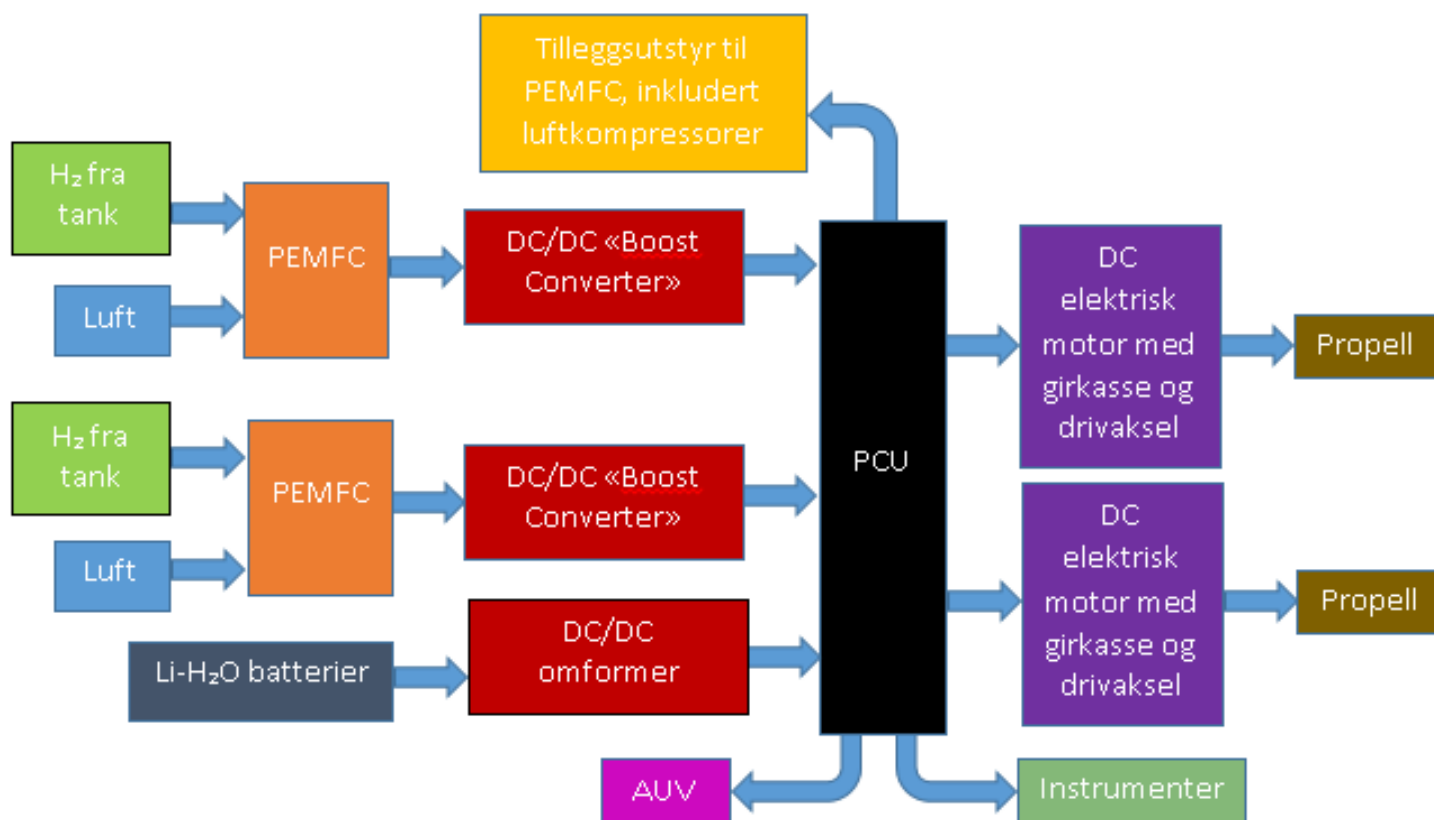 Tilleggsutstyr til
PEMFC, inkludert
luftkompressorer
H₂ fra
tank
Luft
PEMFC
DC/DC «Boost
Converter»
H₂ fra
tank
Luft
PEMFC
DC/DC «Boost
Converter»
Li-H₂O batterier
DC/DC
omformer
PCU
DC
elektrisk
motor med
girkasse og
drivaksel
Propell
DC
elektrisk
motor med
girkasse og
drivaksel
Propell
AUV
Instrumenter